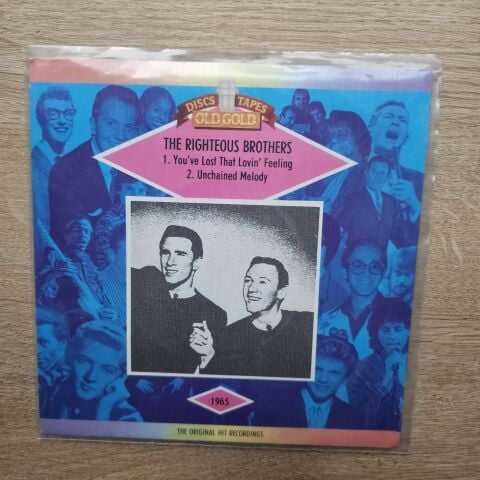 DISCS TAPES
OLD GOLD
THE RIGHTEOUS BROTHERS
1. You've Lost That Lovin' Feeling
2. Unchained Melody
1965
THE ORIGINAL HIT RECORDINGS